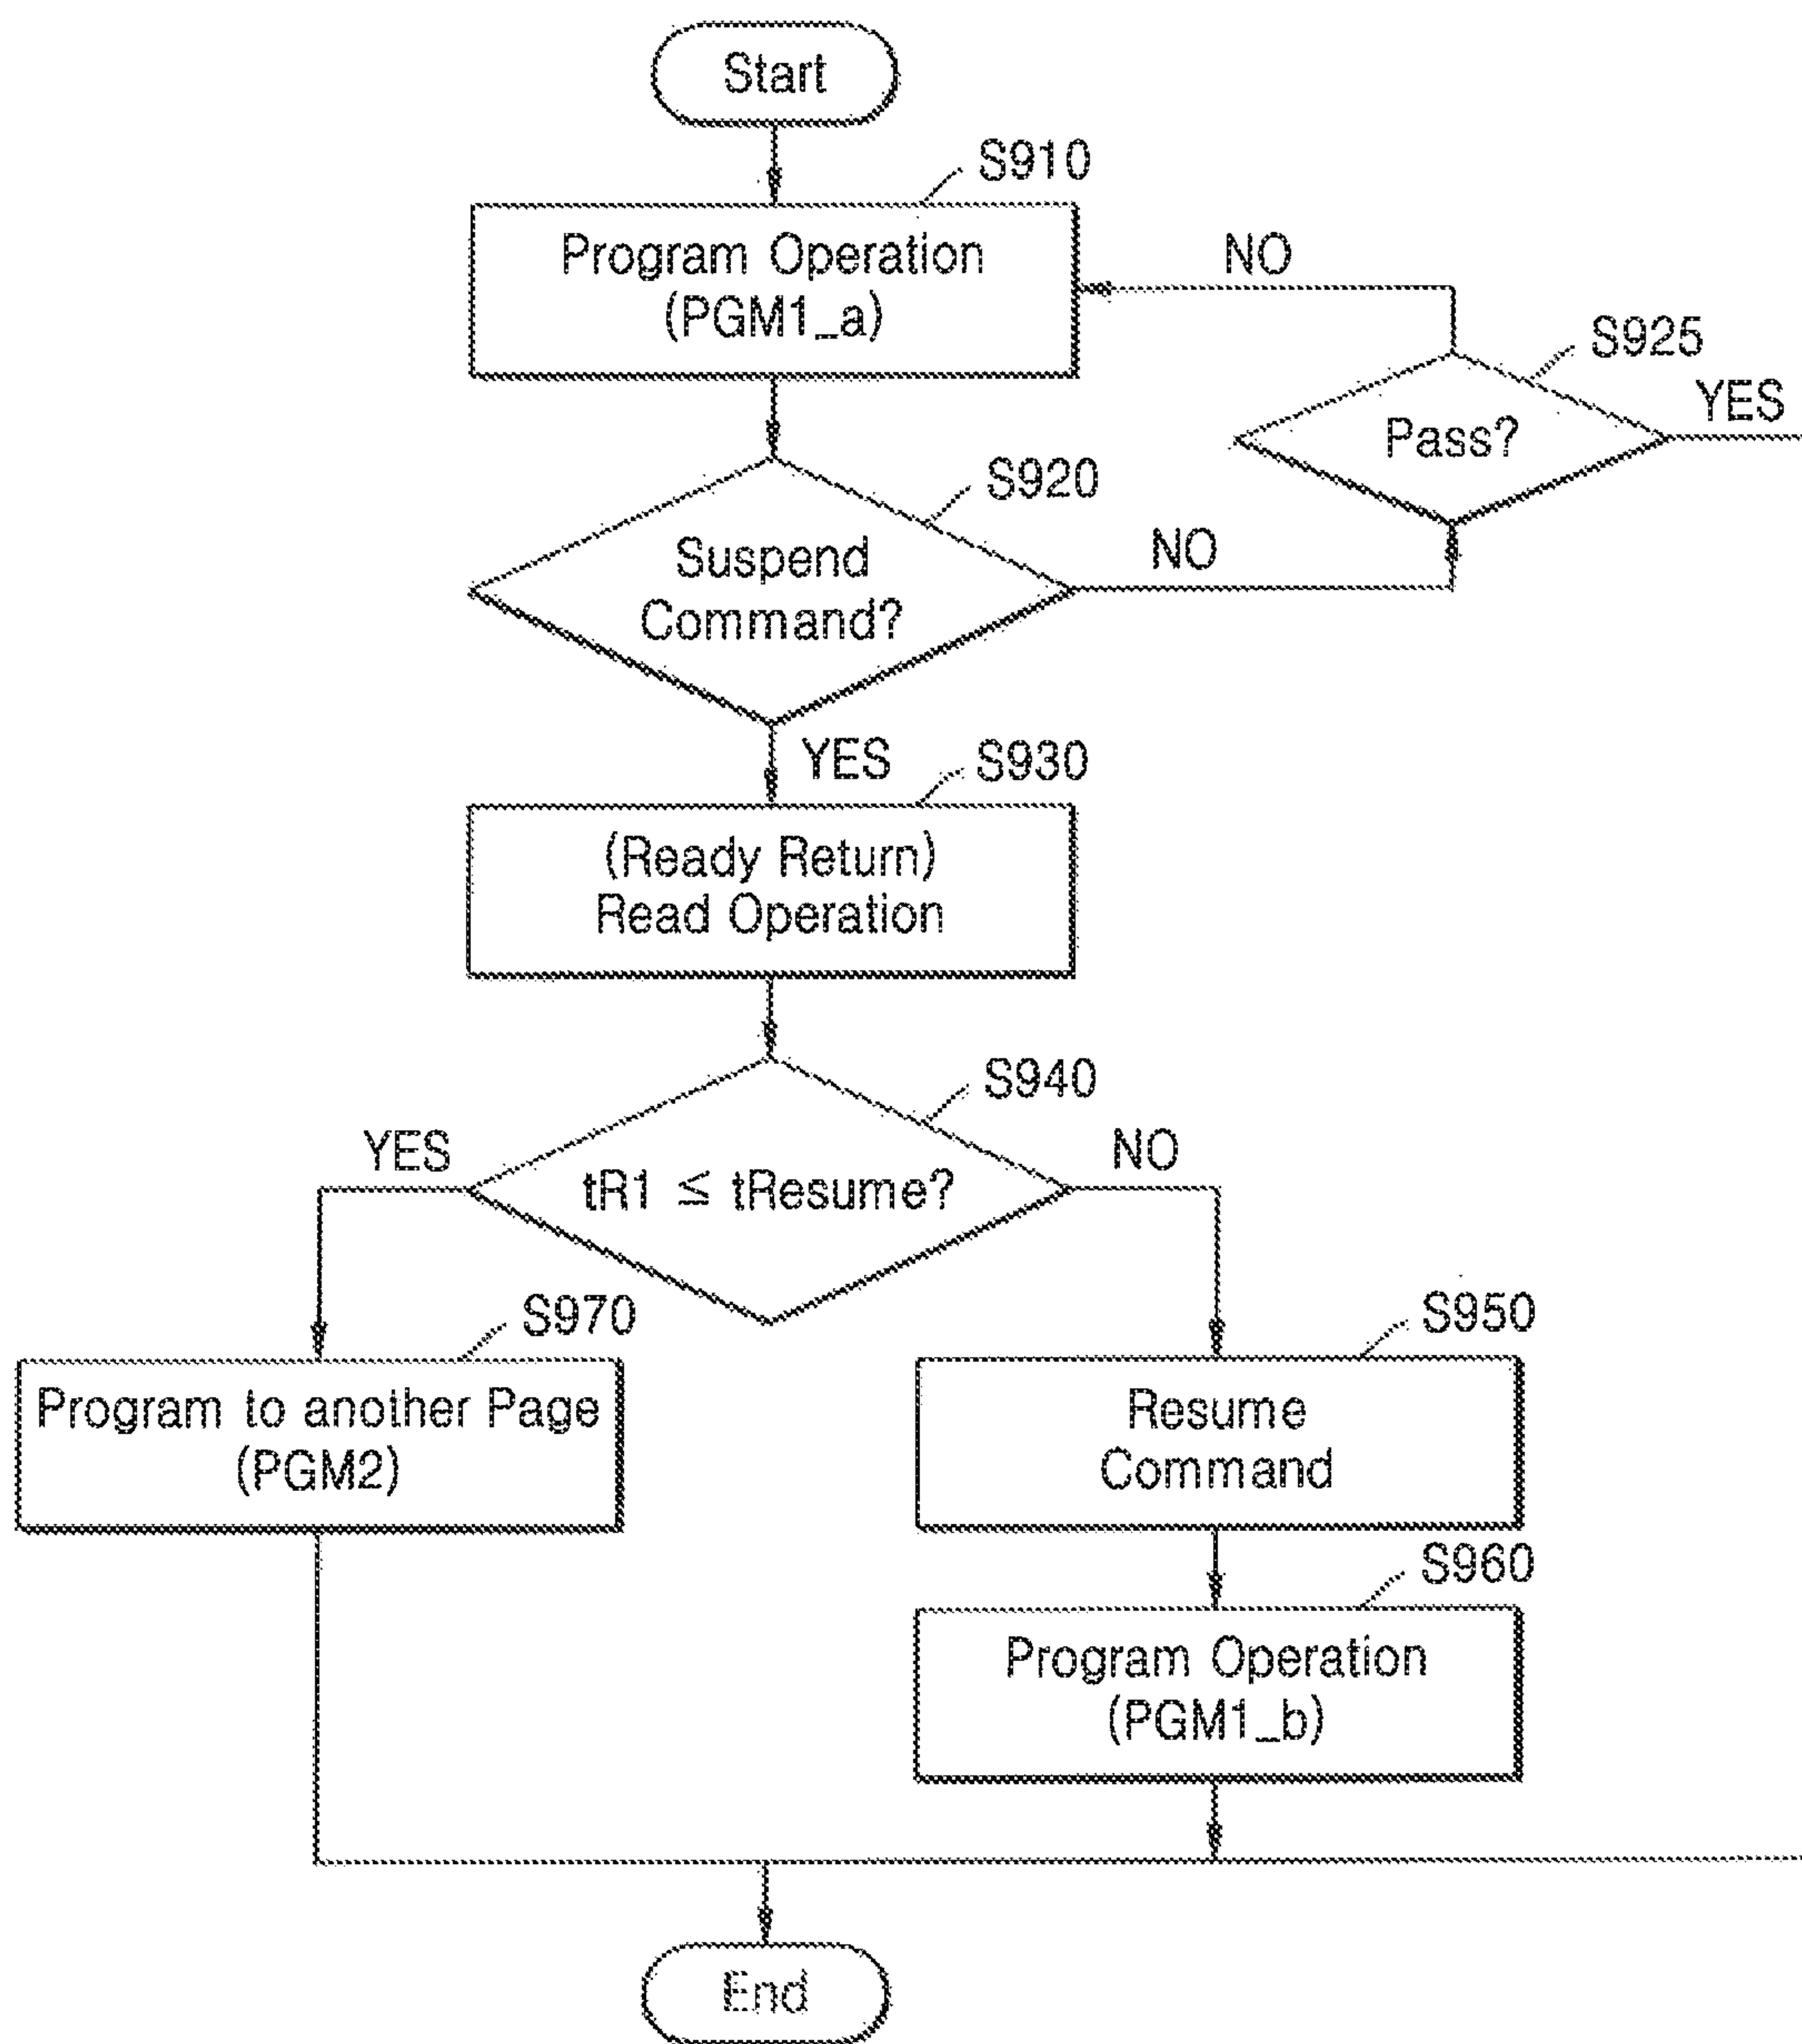 Start
S910
Program Operation
(PGM1_a)
NO
S925
Pass?
YES
S920
Suspend
Command?
NO
YES
S930
(Ready Return)
Read Operation
S940
YES
tR1 ≤ tResume?
NO
S970
Program to another Page
(PGM2)
S950
Resume
Command
S960
Program Operation
(PGM1_b)
End